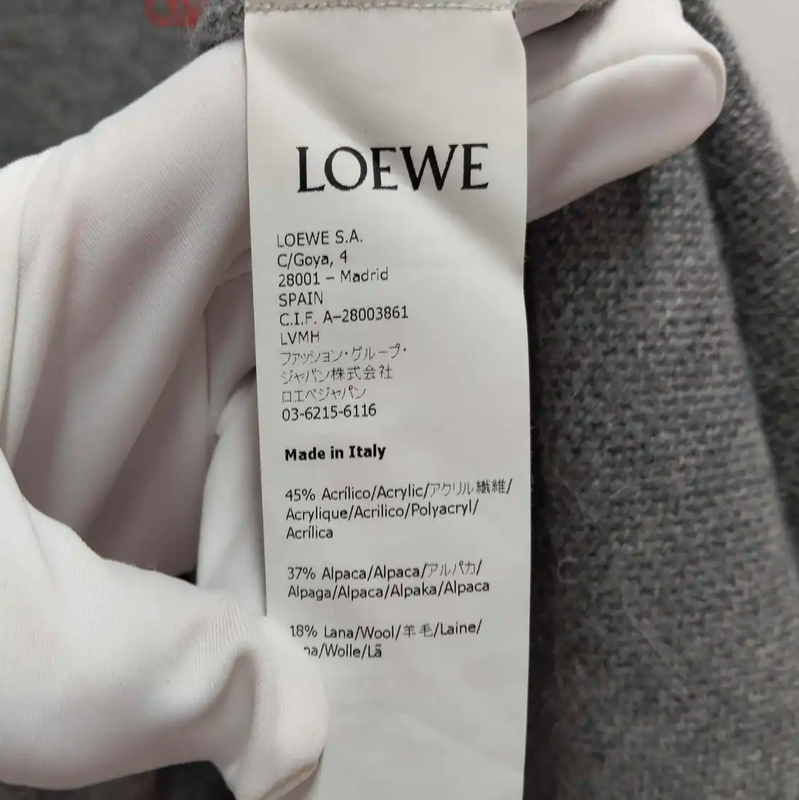 LOEWE
LOEWE S.A.
C/Goya, 4
28001 – Madrid
SPAIN
C.I.F. A–28003861
LVMH
ファッション・グループ・
ジャパン株式会社
ロエベジャパン
03-6215-6116
Made in Italy
45% Acrílico/Acrylic/アクリル繊維/
Acrylique/Acrilico/Polyacryl/
Acrílica
37% Alpaca/Alpaca/アルパカ/
Alpaga/Alpaca/Alpaka/Alpaca
18% Lana/Wool/羊毛/Laine/
na/Wolle/Lã